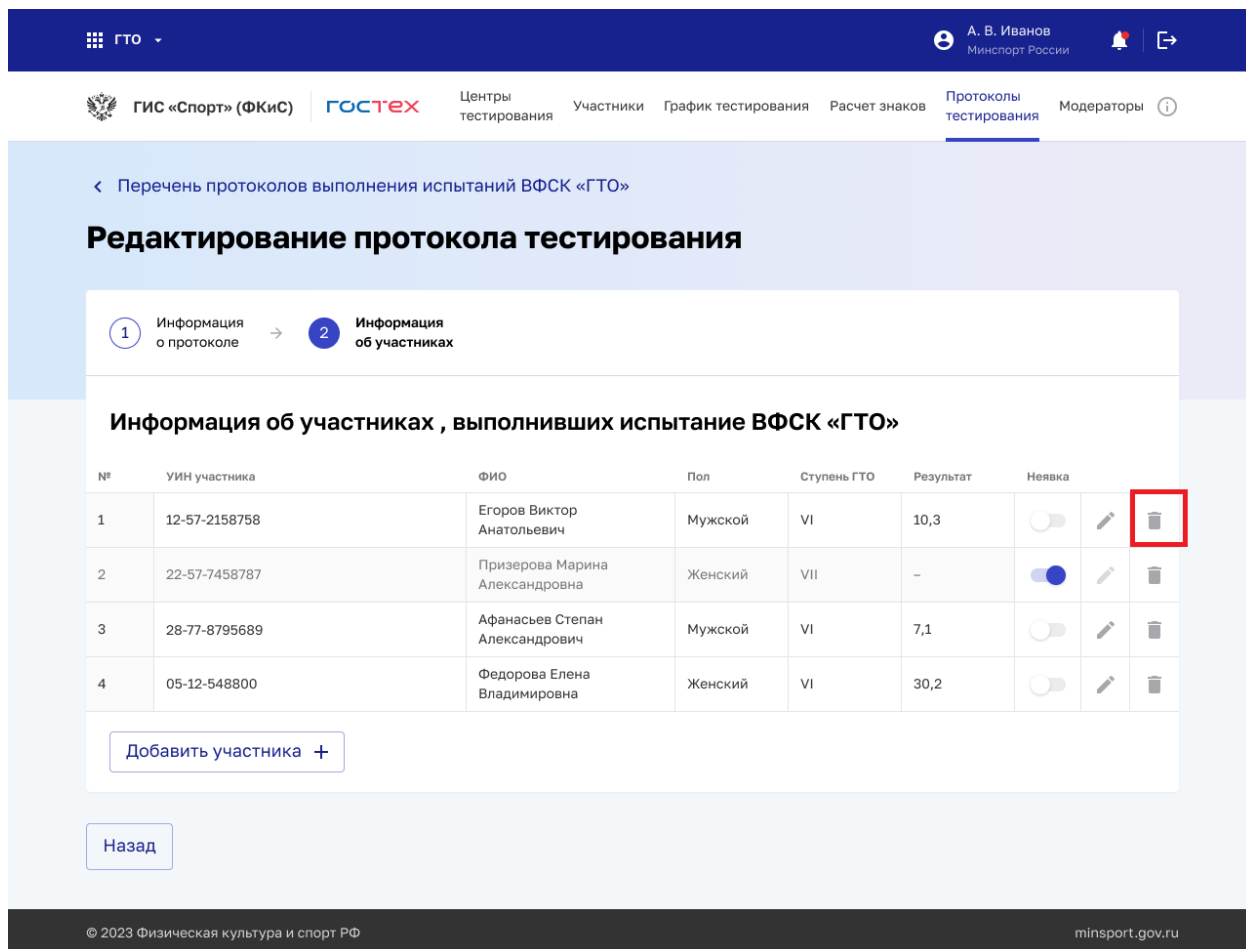 ГТО
А. В. Иванов
Минспорт России
ГИС «Спорт» (ФКиС)
ГОСТЕХ
Центры
тестирования
Участники
График тестирования
Расчет знаков
Протоколы
тестирования
Модераторы
Перечень протоколов выполнения испытаний ВФСК «ГТО»
Редактирование протокола тестирования
1
Информация
о протоколе
2
Информация
об участниках
Информация об участниках , выполнивших испытание ВФСК «ГТО»
№ УИН участника ФИО Пол Ступень ГТО Результат Неявка
1 12-57-2158758 Егоров Виктор Мужской VI 10,3
Анатольевич
2 22-57-7458787 Призерова Марина Женский VII –
Александровна
3 28-77-8795689 Афанасьев Степан Мужской VI 7,1
Александрович
4 05-12-548800 Федорова Елена Женский VI 30,2
Владимировна
Добавить участника +
Назад
© 2023 Физическая культура и спорт РФ
minsport.gov.ru